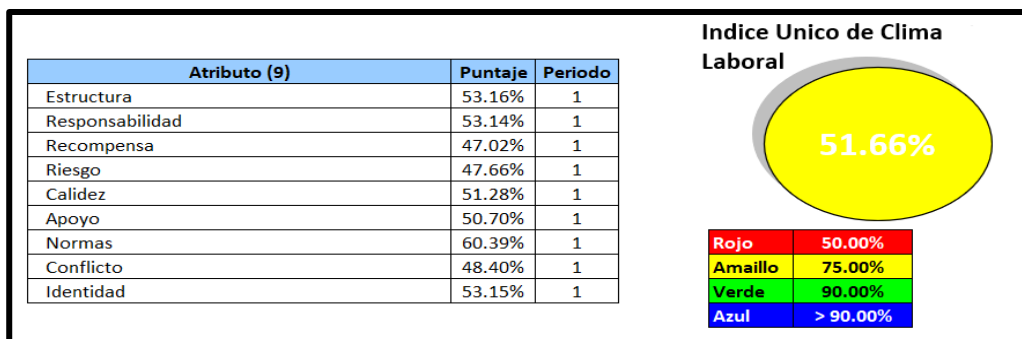 Indice Unico de Clima
Laboral
Atributo (9) Puntaje Periodo
Estructura 53.16% 1
Responsabilidad 53.14% 1
Recompensa 47.02% 1
Riesgo 47.66% 1
Calidez 51.28% 1
Apoyo 50.70% 1
Normas 60.39% 1
Conflicto 48.40% 1
Identidad 53.15% 1
51.66%
Rojo 50.00%
Amaillo 75.00%
Verde 90.00%
Azul > 90.00%